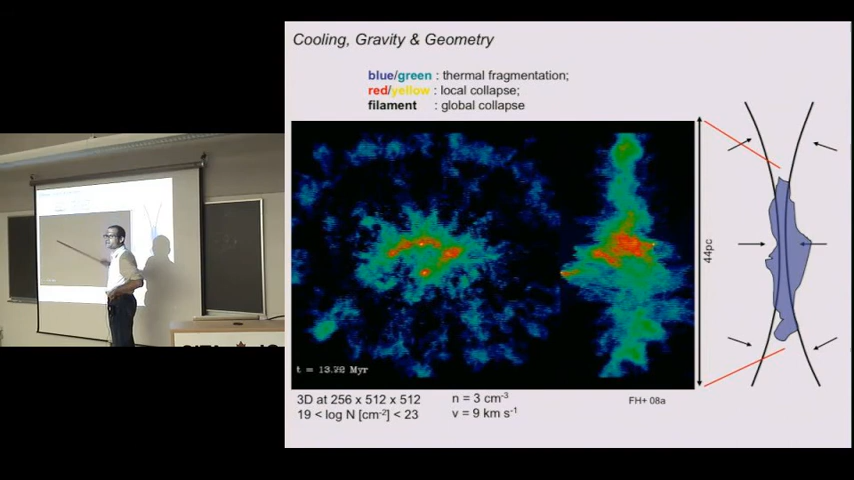 Cooling, Gravity & Geometry
blue/green : thermal fragmentation;
red/yellow : local collapse;
filament : global collapse
44pc
t = 13.72 Myr
3D at 256 x 512 x 512
n = 3 cm-3
FH+ 08a
19 < log N [cm-2] < 23
v = 9 km s-1